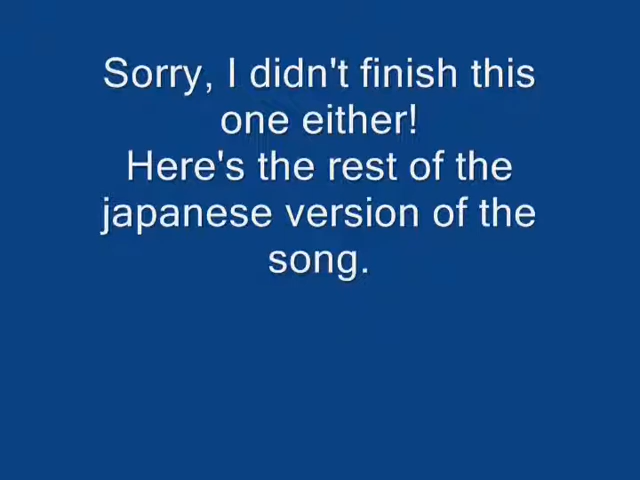 Sorry, I didn't finish this
one either!
Here's the rest of the
japanese version of the
song.